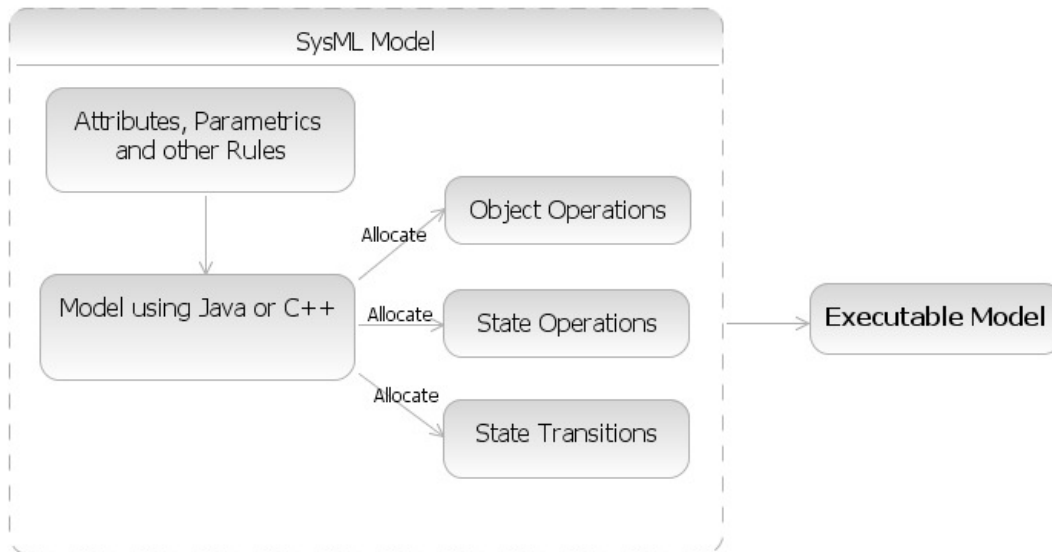 SysML Model
Attributes, Parametrics
and other Rules
Object Operations
Allocate
Model using Java or C++
Allocate
State Operations
Executable Model
Allocate
State Transitions